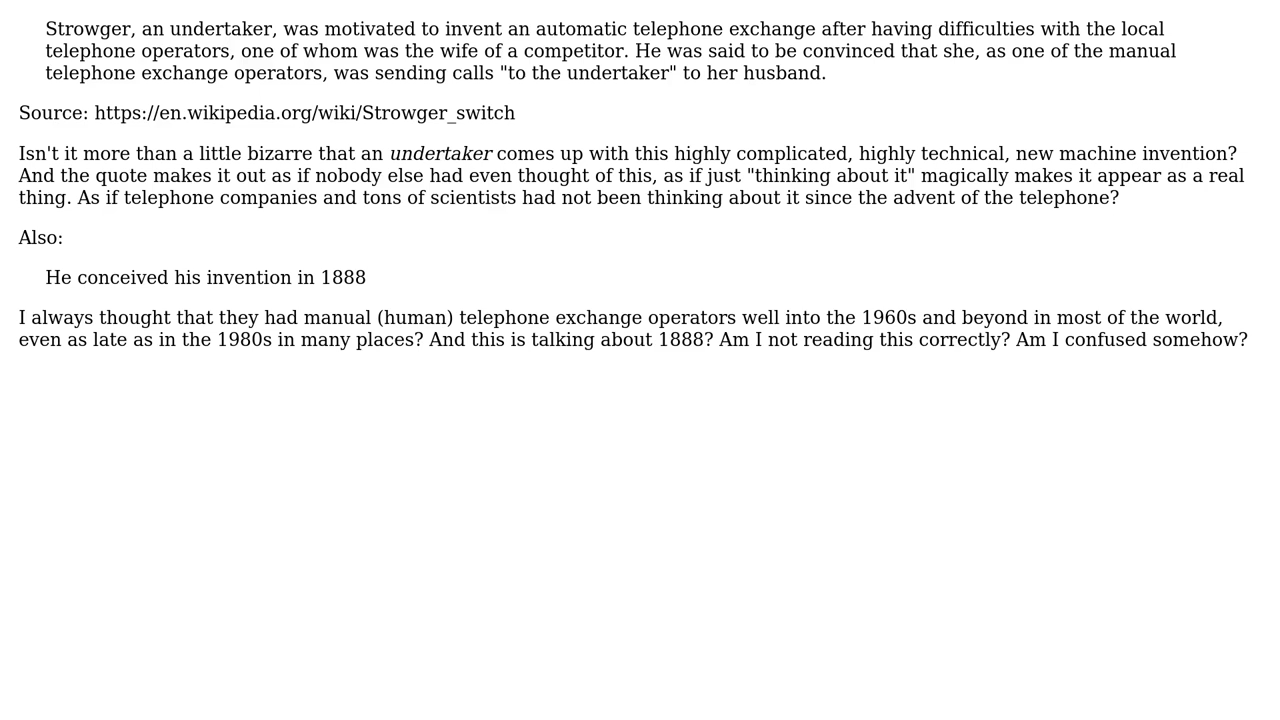 Strowger, an undertaker, was motivated to invent an automatic telephone exchange after having difficulties with the local
telephone operators, one of whom was the wife of a competitor. He was said to be convinced that she, as one of the manual
telephone exchange operators, was sending calls "to the undertaker" to her husband.
Source: https://en.wikipedia.org/wiki/Strowger_switch
Isn't it more than a little bizarre that an undertaker comes up with this highly complicated, highly technical, new machine invention?
And the quote makes it out as if nobody else had even thought of this, as if just "thinking about it" magically makes it appear as a real
thing. As if telephone companies and tons of scientists had not been thinking about it since the advent of the telephone?
Also:
He conceived his invention in 1888
I always thought that they had manual (human) telephone exchange operators well into the 1960s and beyond in most of the world,
even as late as in the 1980s in many places? And this is talking about 1888? Am I not reading this correctly? Am I confused somehow?